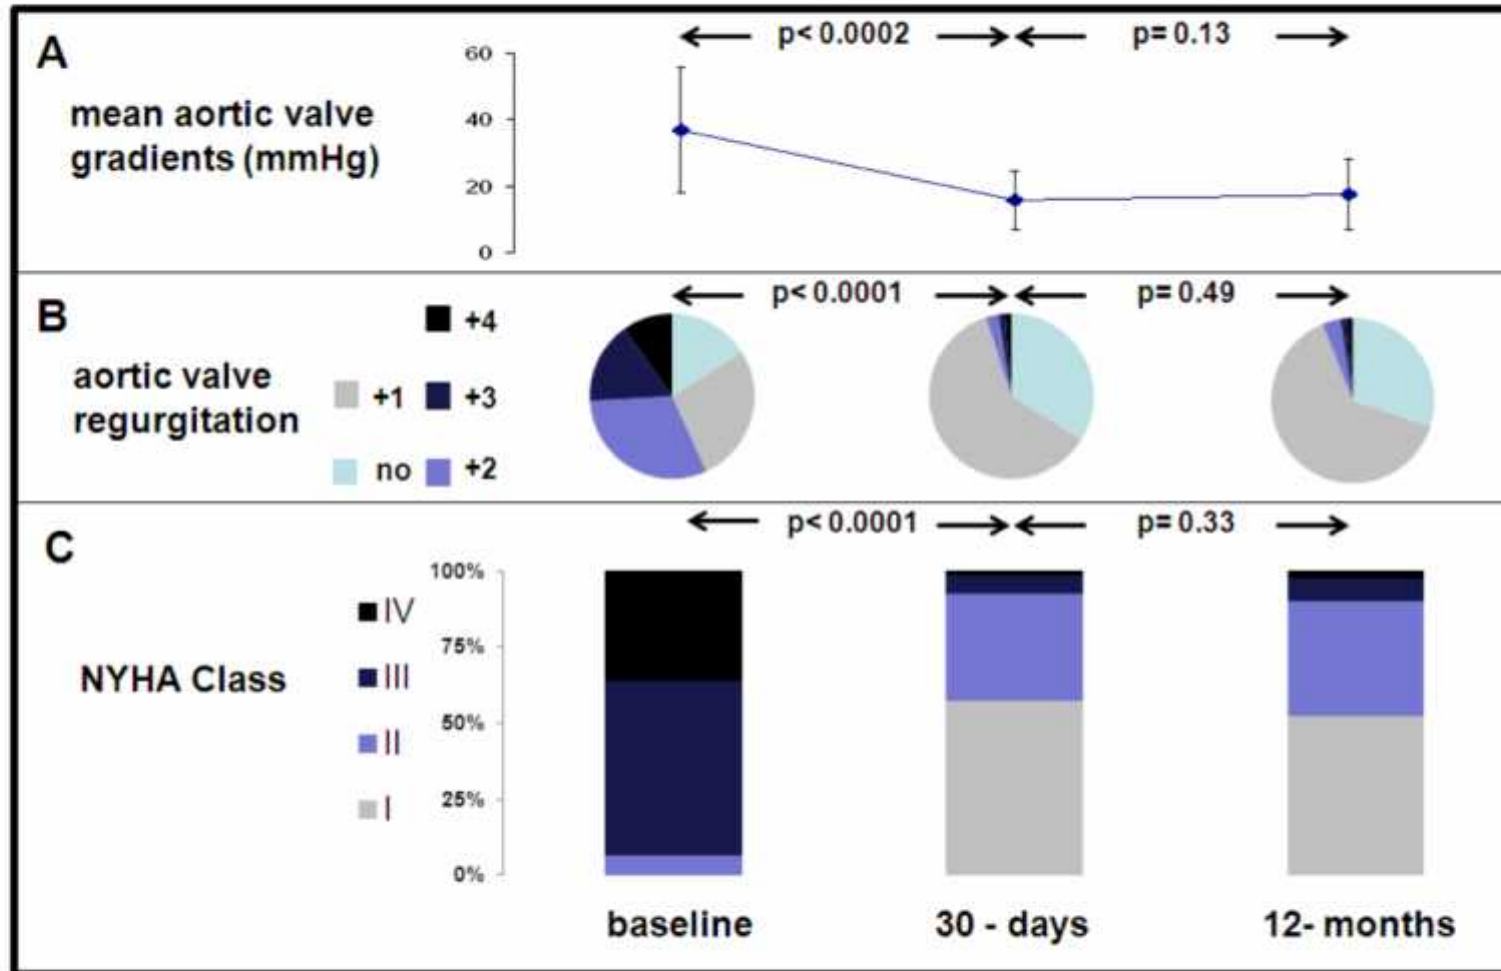 A
mean aortic valve
gradients (mmHg)
60
40
20
0
p< 0.0002
p= 0.13
B
aortic valve
regurgitation
+4
+1
+3
no
+2
p< 0.0001
p= 0.49
C
NYHA Class
IV
III
II
I
100%
75%
50%
25%
0%
p< 0.0001
p= 0.33
baseline
30 - days
12- months